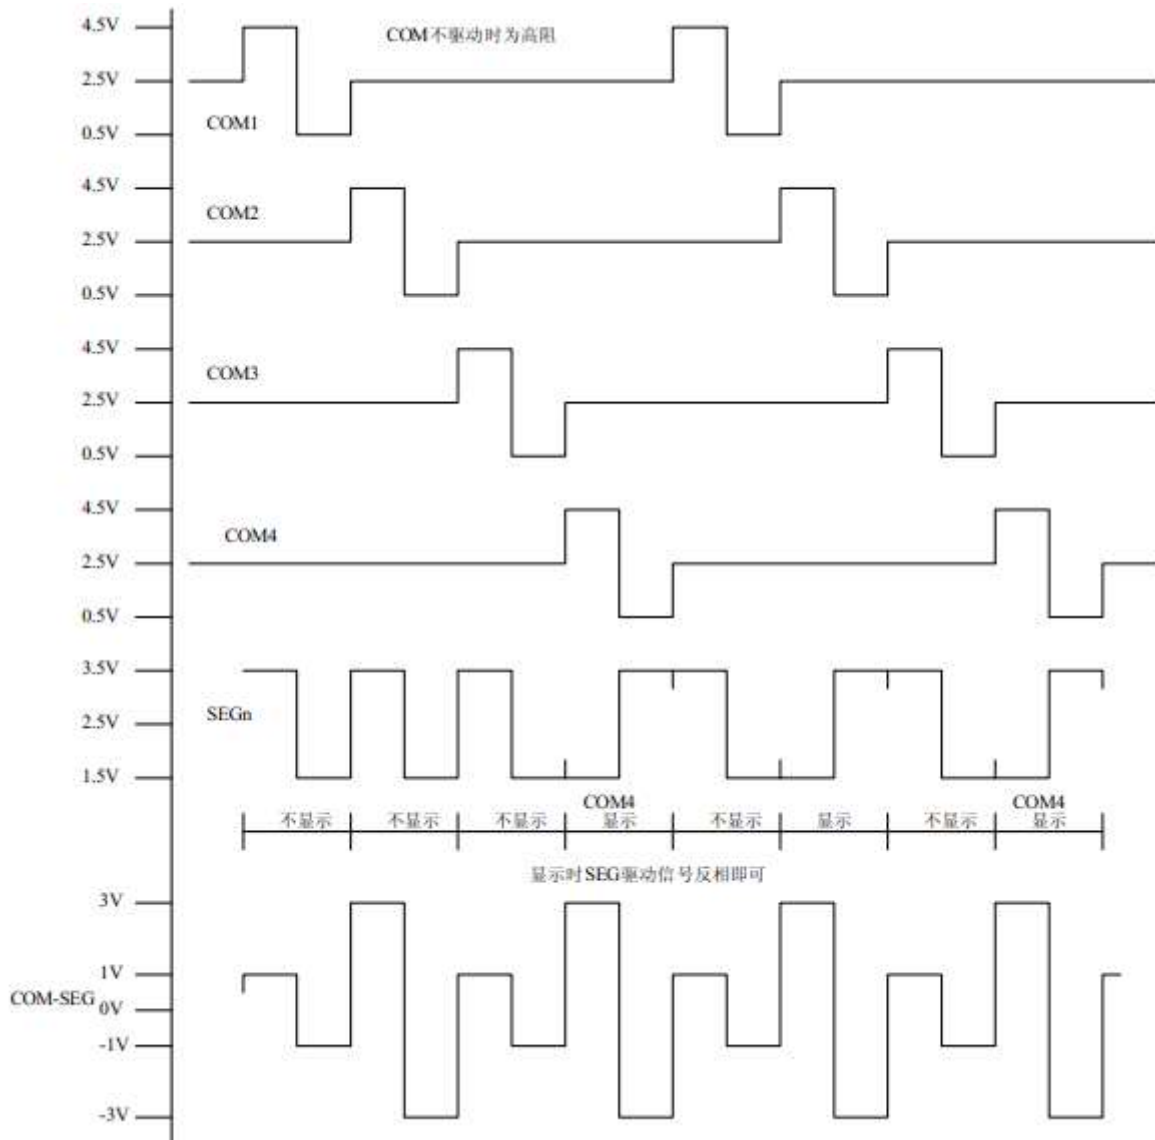 4.5V
COM不驱动时为高阻
2.5V
COM1
0.5V
4.5V
COM2
2.5V
0.5V
4.5V
COM3
2.5V
0.5V
4.5V
COM4
2.5V
0.5V
3.5V
SEGn
2.5V
1.5V
COM4 COM4
不显示 不显示 不显示 显示 不显示 显示 不显示 显示
显示时SEG驱动信号反相即可
3V
1V
COM-SEG 0V
-1V
-3V